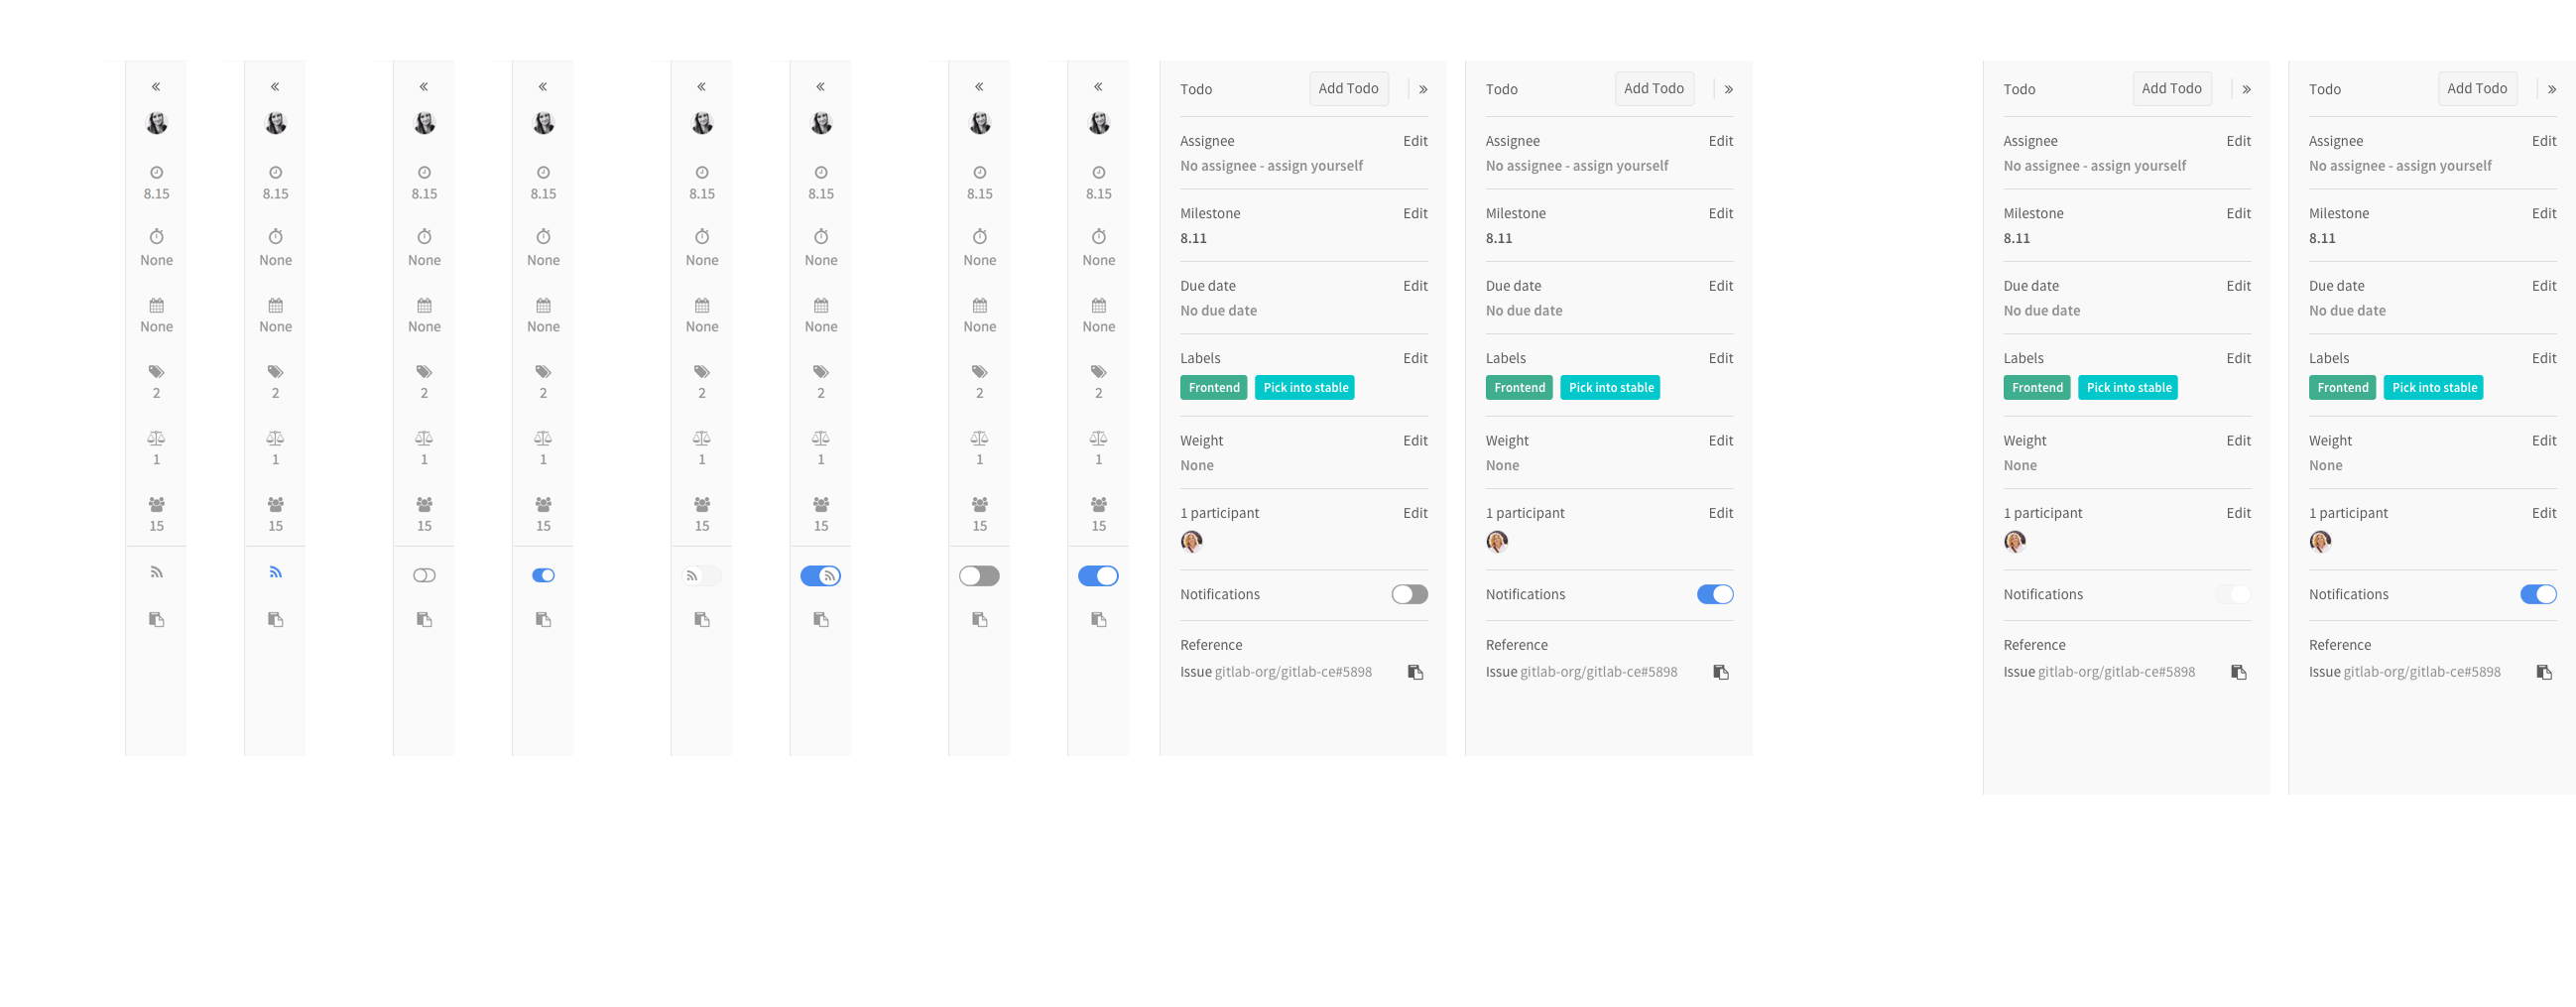 «
8.15
None
None
2
1
15
«
8.15
None
None
2
1
15
«
8.15
None
None
2
1
15
«
8.15
None
None
2
1
15
«
8.15
None
None
2
1
15
«
8.15
None
None
2
1
15
«
8.15
None
None
2
1
15
«
8.15
None
None
2
1
15
Todo Add Todo »
Assignee Edit
No assignee - assign yourself
Milestone Edit
8.11
Due date Edit
No due date
Labels Edit
Frontend Pick into stable
Weight Edit
None
1 participant Edit
Notifications
Reference
Issue gitlab-org/gitlab-ce#5898
Todo Add Todo »
Assignee Edit
No assignee - assign yourself
Milestone Edit
8.11
Due date Edit
No due date
Labels Edit
Frontend Pick into stable
Weight Edit
None
1 participant Edit
Notifications
Reference
Issue gitlab-org/gitlab-ce#5898
Todo Add Todo »
Assignee Edit
No assignee - assign yourself
Milestone Edit
8.11
Due date Edit
No due date
Labels Edit
Frontend Pick into stable
Weight Edit
None
1 participant Edit
Notifications
Reference
Issue gitlab-org/gitlab-ce#5898
Todo Add Todo »
Assignee Edit
No assignee - assign yourself
Milestone Edit
8.11
Due date Edit
No due date
Labels Edit
Frontend Pick into stable
Weight Edit
None
1 participant Edit
Notifications
Reference
Issue gitlab-org/gitlab-ce#5898